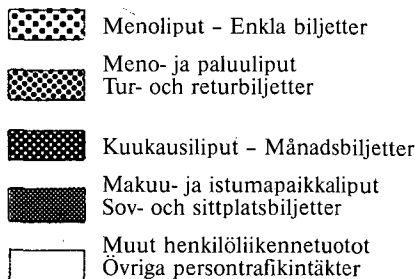 Menoliput – Enkla biljetter
Meno- ja paluuliput
Tur- och returbiljetter
Kuukausiliput – Månadsbiljetter
Makuu- ja istumapaikkaliput
Sov- och sittplatsbiljetter
Muut henkilöliikennetuotot
Övriga persontrafikintäkter